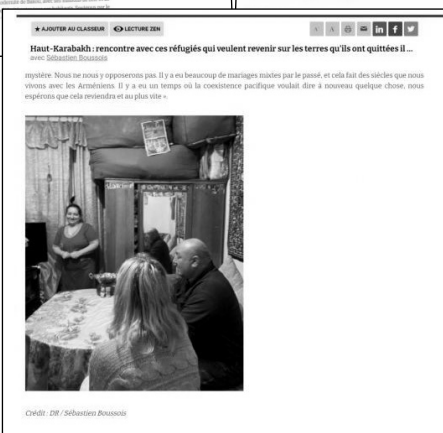 ★ AJOUTER AU CLASSEUR LECTURE ZEN
Haut-Karabakh : rencontre avec ces réfugiés qui veulent revenir sur les terres qu'ils ont quittées il ...
avec Sébastien Boussois
mystère. Nous ne nous y opposerons pas. Il y a eu beaucoup de mariages mixtes par le passé, et cela fait des siècles que nous
vivons avec les Arméniens. Il y a eu un temps où la coexistence pacifique voulait dire à nouveau quelque chose, nous
espérons que cela reviendra et au plus vite ».
Crédit : DR / Sébastien Boussois